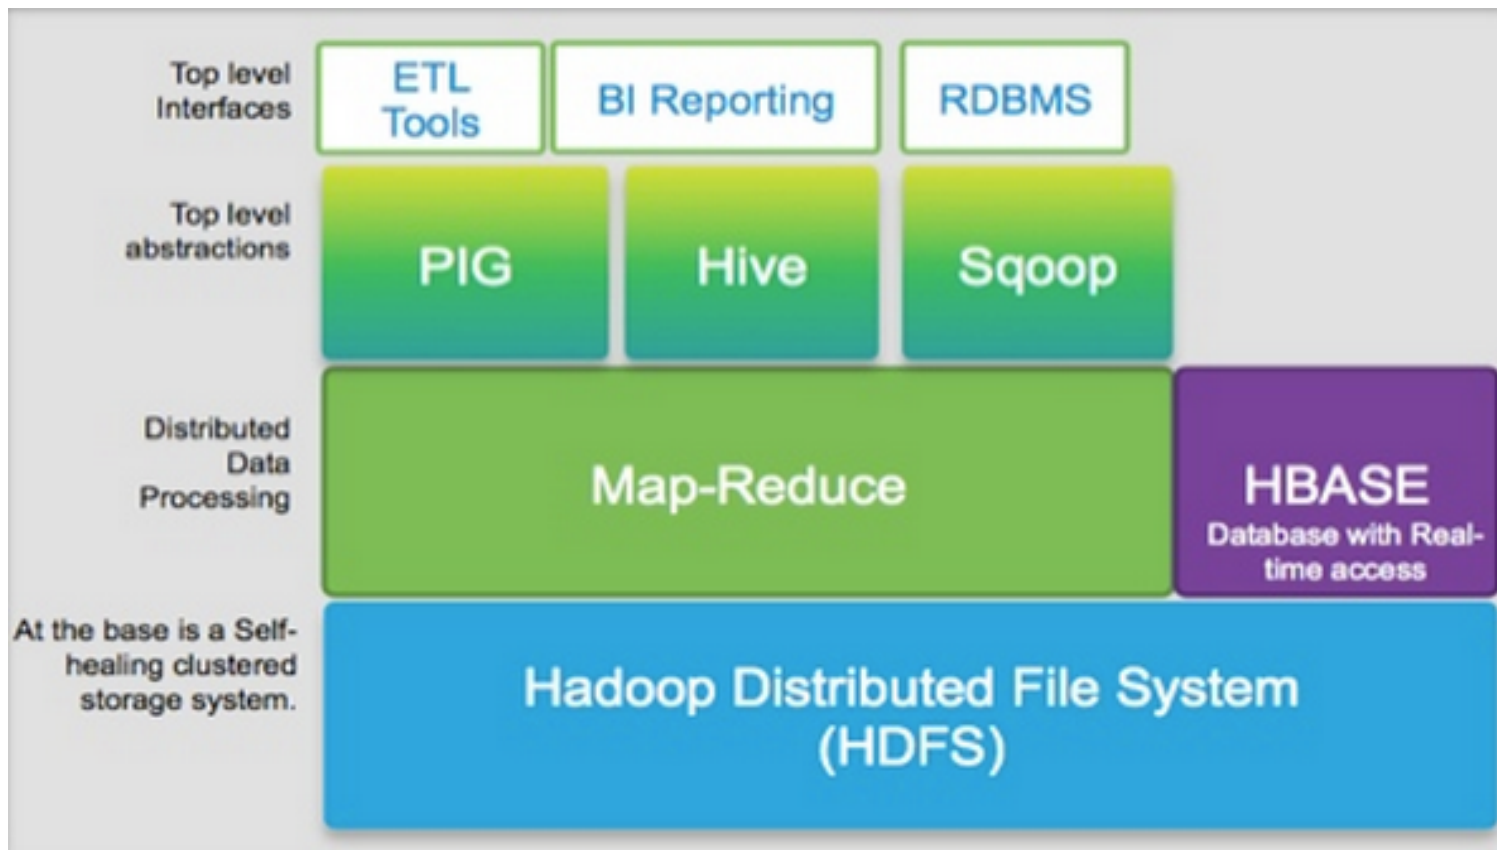 Top level
Interfaces
ETL
Tools
BI Reporting
RDBMS
Top level
abstractions
PIG
Hive
Sqoop
Distributed
Data
Processing
Map-Reduce
HBASE
Database with Real-
time access
At the base is a Self-
healing clustered
storage system.
Hadoop Distributed File System
(HDFS)